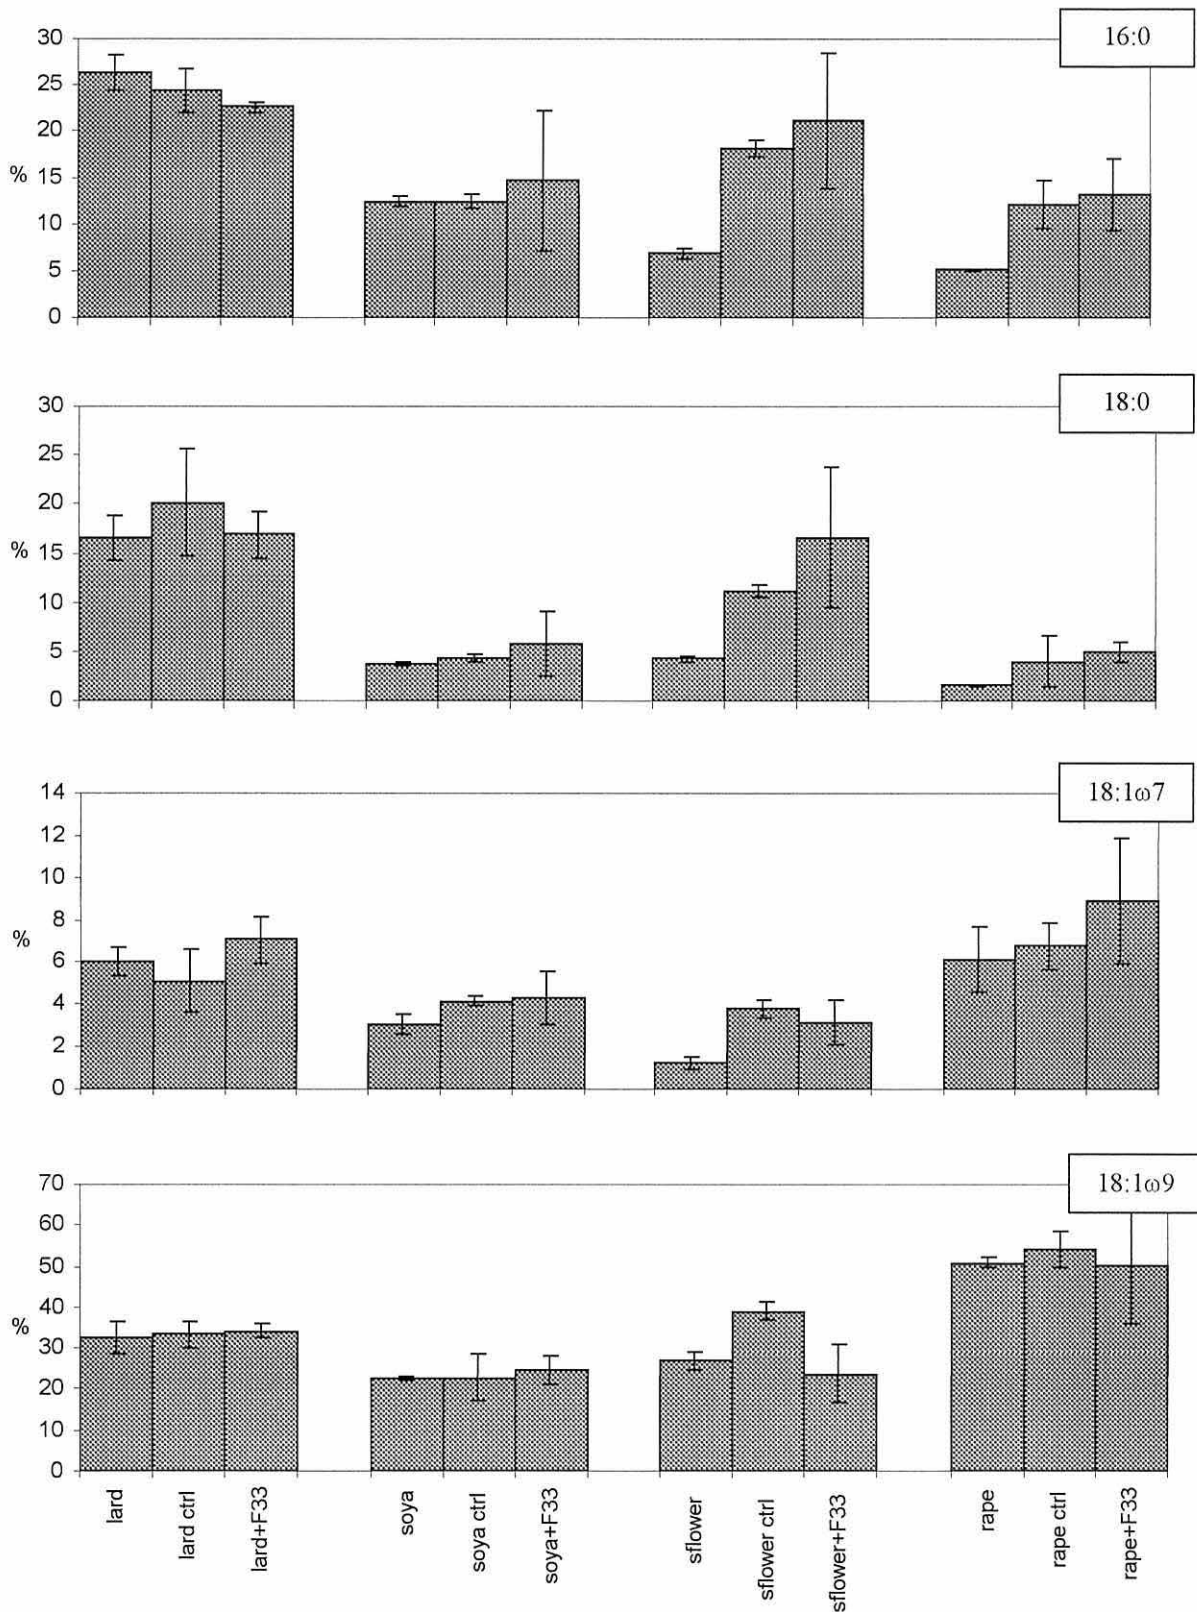 16:0
30
25
20
15
10
5
0
%
18:0
30
25
20
15
10
5
0
%
18:1ω7
14
12
10
8
6
4
2
0
%
18:1ω9
70
60
50
40
30
20
10
0
%
lard
lard ctrl
lard+F33
soya
soya ctrl
soya+F33
sflower
sflower ctrl
sflower+F33
rape
rape ctrl
rape+F33